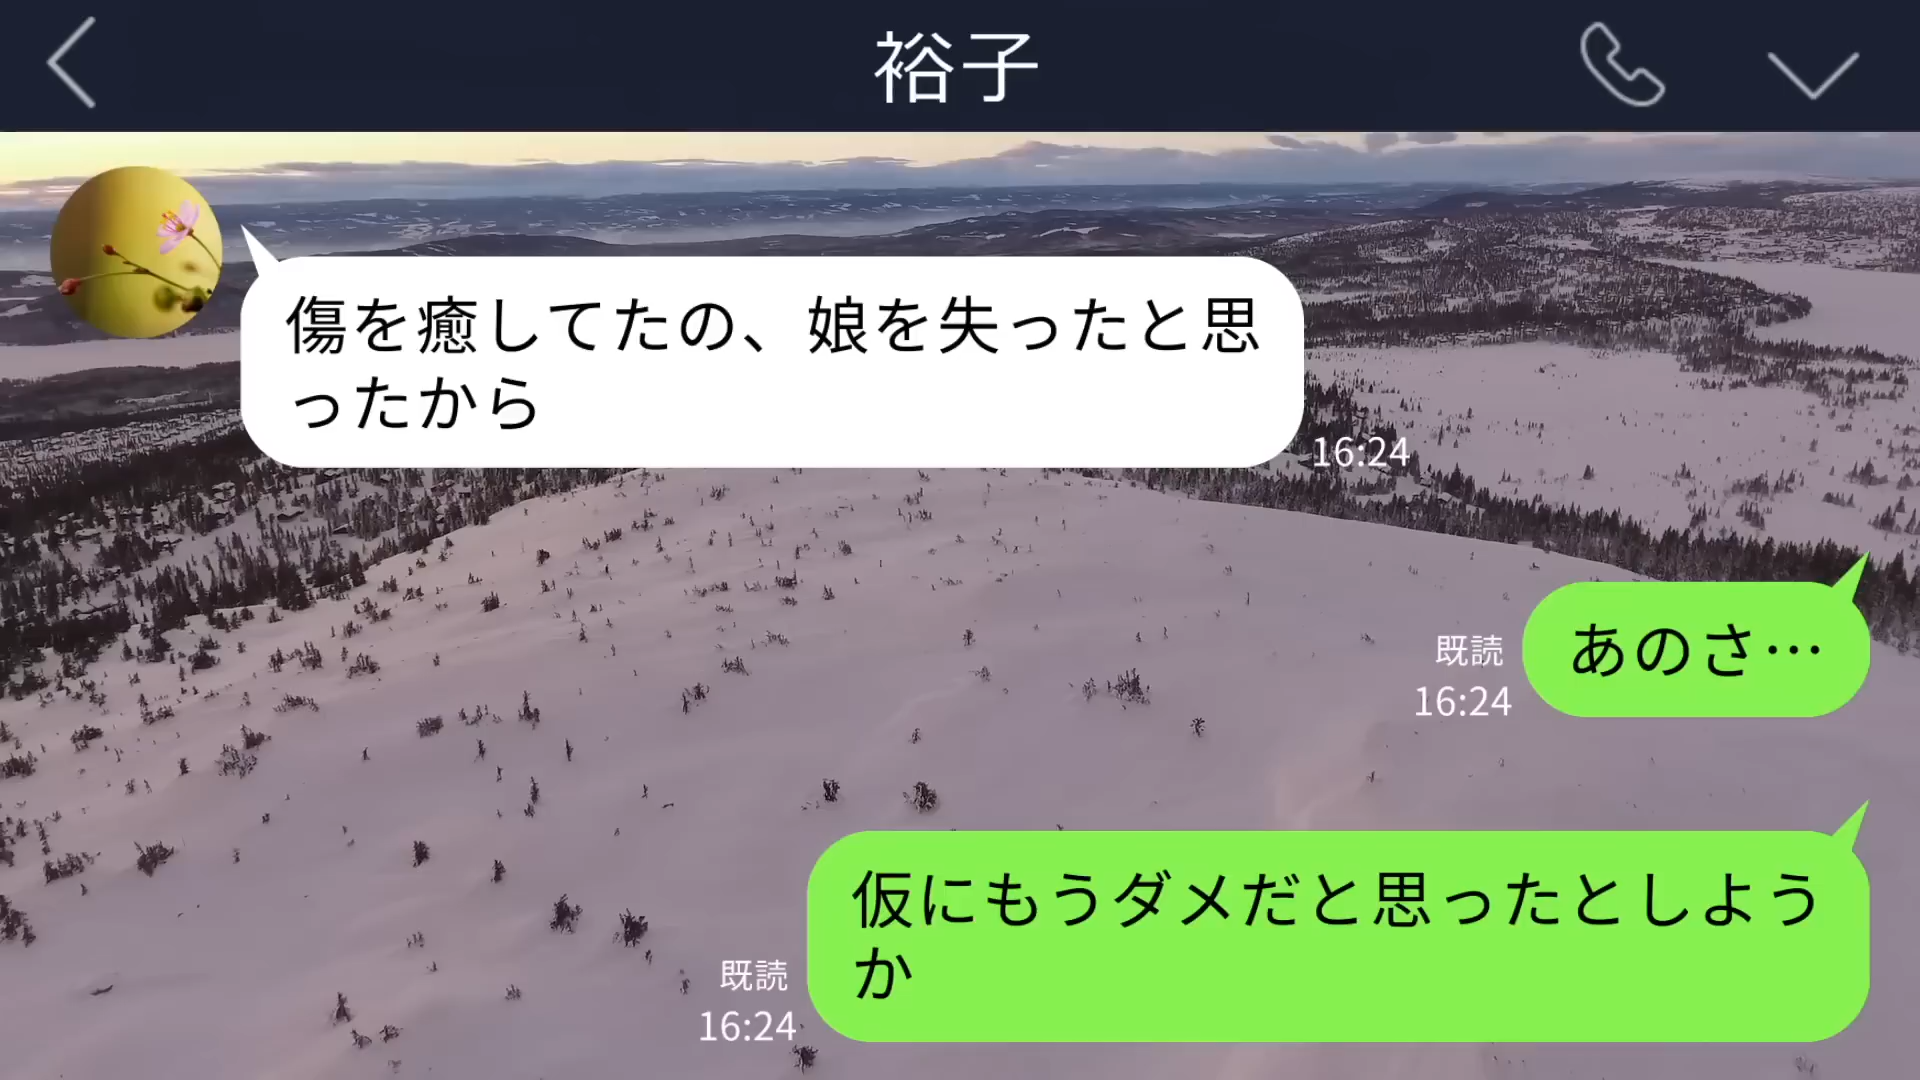 裕子
傷を癒してたの、娘を失ったと思
ったから
16:24
あのさ…
既読
16:24
仮にもうダメだと思ったとしよう
か
既読
16:24